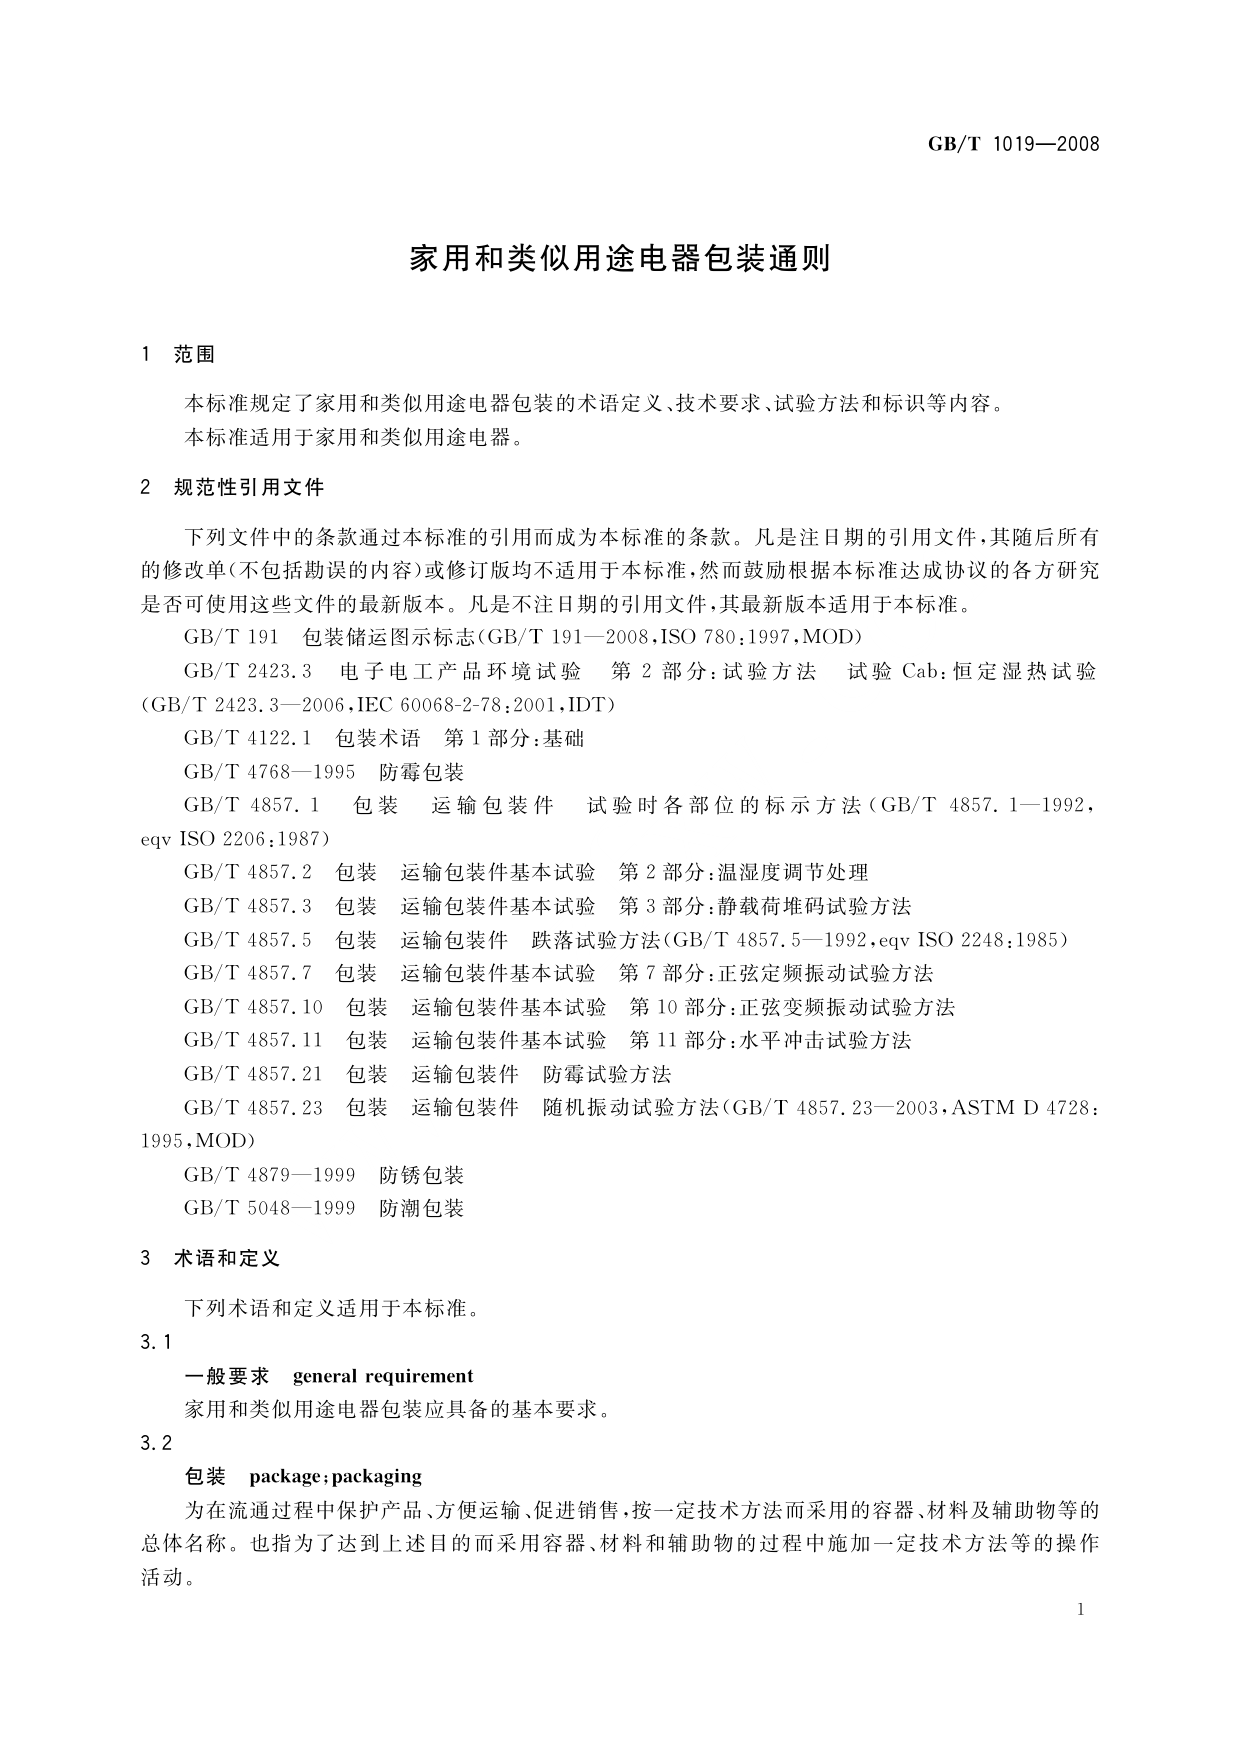 GB/T 1019—2008
家用和类似用途电器包装通则
1 范围
本标准规定了家用和类似用途电器包装的术语定义、技术要求、试验方法和标识等内容。
本标准适用于家用和类似用途电器。
2 规范性引用文件
下列文件中的条款通过本标准的引用而成为本标准的条款。凡是注日期的引用文件,其随后所有
的修改单(不包括勘误的内容)或修订版均不适用于本标准,然而鼓励根据本标准达成协议的各方研究
是否可使用这些文件的最新版本。凡是不注日期的引用文件,其最新版本适用于本标准。
GB/T 191 包装储运图示标志(GB/T 191—2008,ISO 780:1997,MOD)
GB/T 2423.3 电子电工产品环境试验 第 2 部分:试验方法 试验 Cab:恒定湿热试验
(GB/T 2423.3—2006,IEC 60068-2-78:2001,IDT)
GB/T 4122.1 包装术语 第 1 部分:基础
GB/T 4768—1995 防霉包装
GB/T 4857.1 包装 运输包装件 试验时各部位的标示方法(GB/T 4857.1—1992,
eqv ISO 2206:1987)
GB/T 4857.2 包装 运输包装件基本试验 第 2 部分:温湿度调节处理
GB/T 4857.3 包装 运输包装件基本试验 第 3 部分:静载荷堆码试验方法
GB/T 4857.5 包装 运输包装件 跌落试验方法(GB/T 4857.5—1992,eqv ISO 2248:1985)
GB/T 4857.7 包装 运输包装件基本试验 第 7 部分:正弦定频振动试验方法
GB/T 4857.10 包装 运输包装件基本试验 第 10 部分:正弦变频振动试验方法
GB/T 4857.11 包装 运输包装件基本试验 第 11 部分:水平冲击试验方法
GB/T 4857.21 包装 运输包装件 防霉试验方法
GB/T 4857.23 包装 运输包装件 随机振动试验方法(GB/T 4857.23—2003,ASTM D 4728:
1995,MOD)
GB/T 4879—1999 防锈包装
GB/T 5048—1999 防潮包装
3 术语和定义
下列术语和定义适用于本标准。
3.1
一般要求 general requirement
家用和类似用途电器包装应具备的基本要求。
3.2
包装 package;packaging
为在流通过程中保护产品、方便运输、促进销售,按一定技术方法而采用的容器、材料及辅助物等的
总体名称。也指为了达到上述目的而采用容器、材料和辅助物的过程中施加一定技术方法等的操作
活动。
1